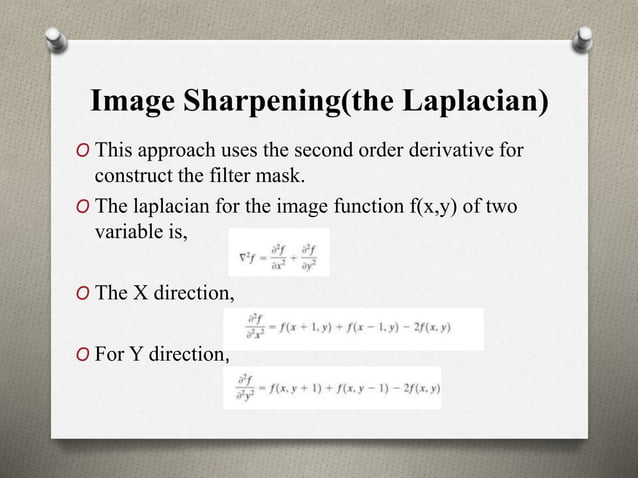 Image Sharpening(the Laplacian)
O This approach uses the second order derivative for
construct the filter mask.
O The laplacian for the image function f(x,y) of two
variable is,
∇²f = ∂²f/∂x² + ∂²f/∂y²
O The X direction,
∂²f/∂²x² = f(x + 1, y) + f(x − 1, y) − 2f(x, y)
O For Y direction,
∂²f/∂²y² = f(x, y + 1) + f(x, y − 1) − 2f(x, y)